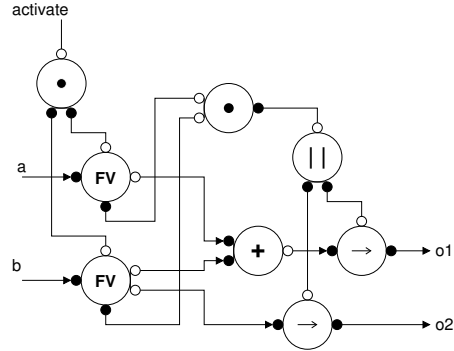 activate
•
•
| |
a
FV
+
→
o1
b
FV
→
o2